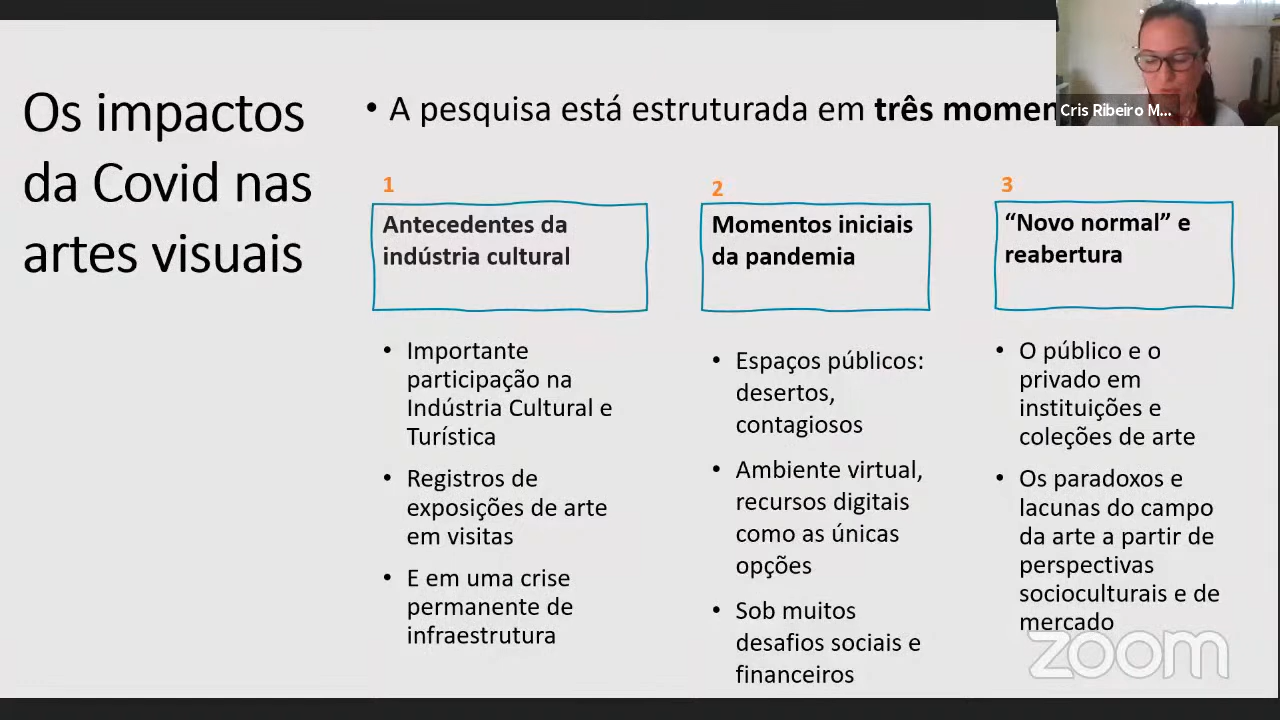 Os impactos
da Covid nas
artes visuais
• A pesquisa está estruturada em três momen
Cris Ribeiro M...
1
Antecedentes da
indústria cultural
• Importante
participação na
Indústria Cultural e
Turística
• Registros de
exposições de arte
em visitas
• E em uma crise
permanente de
infraestrutura
2
Momentos iniciais
da pandemia
• Espaços públicos:
desertos,
contagiosos
• Ambiente virtual,
recursos digitais
como as únicas
opções
• Sob muitos
desafios sociais e
financeiros
3
“Novo normal” e
reabertura
• O público e o
privado em
instituições e
coleções de arte
• Os paradoxos e
lacunas do campo
da arte a partir de
perspectivas
socioculturais e de
mercado
zoom